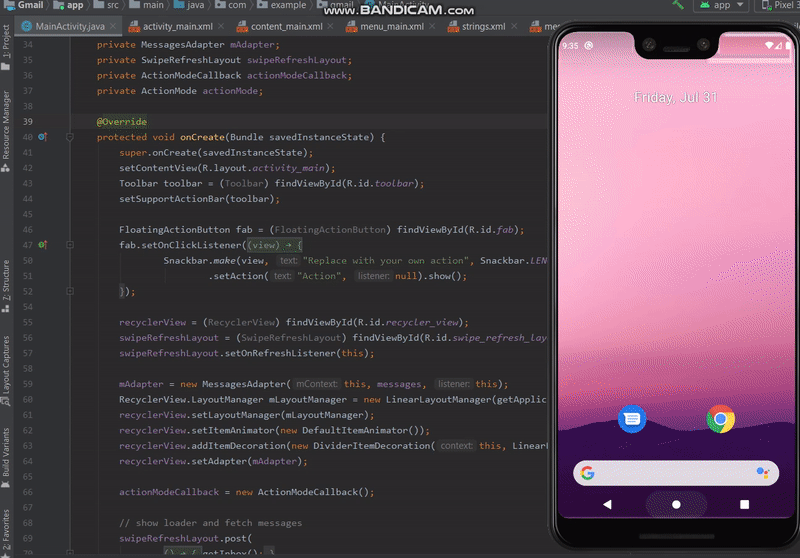 Gmail app src main java com example gmail MainActivity
app
Pixel 3
www.BANDICAM.com
MainActivity.java activity_main.xml content_main.xml menu_main.xml strings.xml
34 private MessagesAdapter mAdapter;
35 private SwipeRefreshLayout swipeRefreshLayout;
36 private ActionModeCallback actionModeCallback;
37 private ActionMode actionMode;
38
39 @Override
40 protected void onCreate(Bundle savedInstanceState) {
41 super.onCreate(savedInstanceState);
42 setContentView(R.layout.activity_main);
43 Toolbar toolbar = (Toolbar) findViewById(R.id.toolbar);
44 setSupportActionBar(toolbar);
45
46 FloatingActionButton fab = (FloatingActionButton) findViewById(R.id.fab);
47 fab.setOnClickListener((view) → {
50 Snackbar.make(view, text: "Replace with your own action", Snackbar.LEN
51 .setAction( text: "Action", listener: null).show();
52 });
54
55 recyclerView = (RecyclerView) findViewById(R.id.recycler_view);
56 swipeRefreshLayout = (SwipeRefreshLayout) findViewById(R.id.swipe_refresh_lay
57 swipeRefreshLayout.setOnRefreshListener(this);
58
59 mAdapter = new MessagesAdapter( mContext: this, messages, listener: this);
60 RecyclerView.LayoutManager mLayoutManager = new LinearLayoutManager(getApplic
61 recyclerView.setLayoutManager(mLayoutManager);
62 recyclerView.setItemAnimator(new DefaultItemAnimator());
63 recyclerView.addItemDecoration(new DividerItemDecoration( context: this, Linear
64 recyclerView.setAdapter(mAdapter);
65
66 actionModeCallback = new ActionModeCallback();
67
68 // show loader and fetch messages
69 swipeRefreshLayout.post(
70 () → { getInbox(); }
1: Project
Resource Manager
7: Structure
Layout Captures
Build Variants
2: Favorites
9:35
Friday, Jul 31